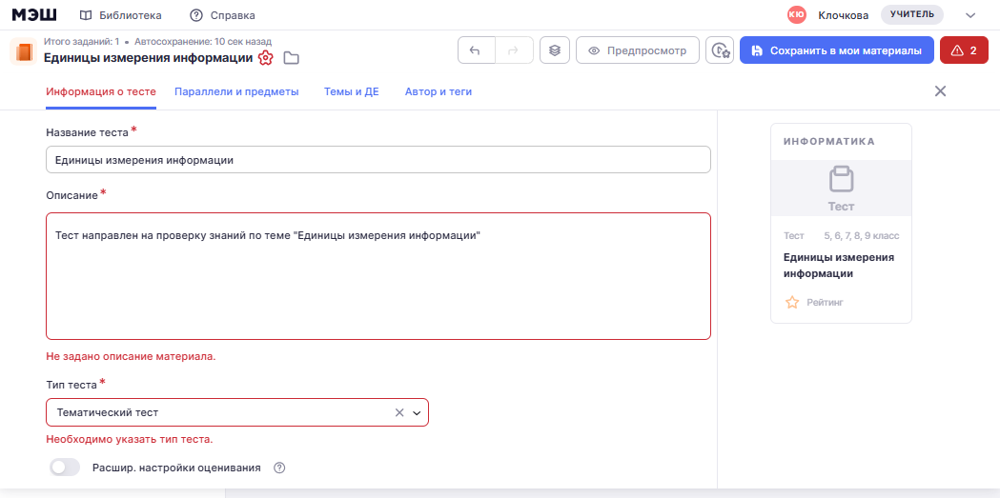 МЭШ Библиотека Справка КЮ Клочкова УЧИТЕЛЬ
Итого заданий: 1 • Автосохранение: 10 сек назад
Единицы измерения информации
Предпросмотр Сохранить в мои материалы 2
Информация о тесте Параллели и предметы Темы и ДЕ Автор и теги
Название теста*
Единицы измерения информации
Описание*
Тест направлен на проверку знаний по теме "Единицы измерения информации"
Не задано описание материала.
Тип теста*
Тематический тест
Необходимо указать тип теста.
Расшир. настройки оценивания
ИНФОРМАТИКА
Тест
Тест 5, 6, 7, 8, 9 класс
Единицы измерения
информации
Рейтинг